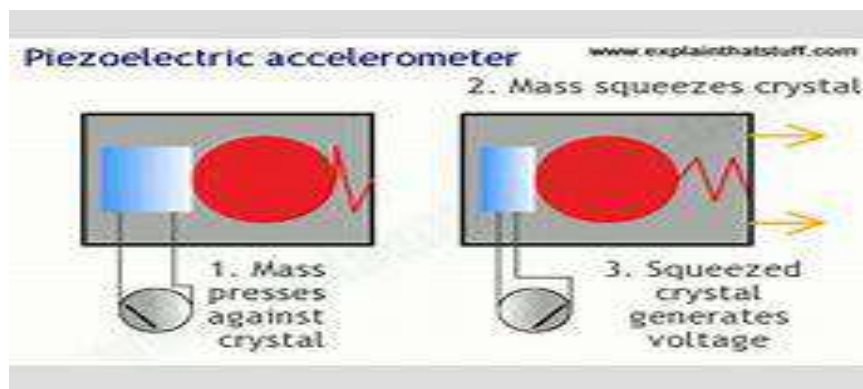 Piezoelectric accelerometer
www.explainthatstuff.com
2. Mass squeezes crystal
1. Mass
presses
against
crystal
3. Squeezed
crystal
generates
voltage